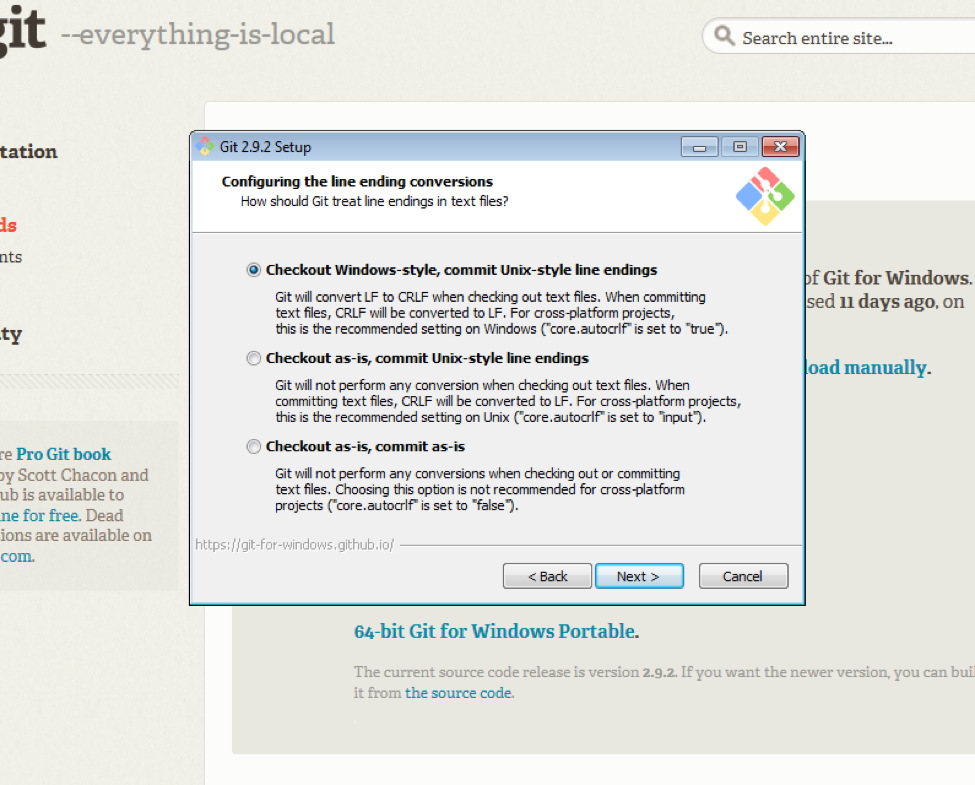 git --everything-is-local
Search entire site...
tation
ds
nts
ty
re Pro Git book
by Scott Chacon and
ub is available to
ine for free. Dead
ions are available on
.com.
Git 2.9.2 Setup
Configuring the line ending conversions
How should Git treat line endings in text files?
Checkout Windows-style, commit Unix-style line endings
Git will convert LF to CRLF when checking out text files. When committing
text files, CRLF will be converted to LF. For cross-platform projects,
this is the recommended setting on Windows ("core.autocrlf" is set to "true").
Checkout as-is, commit Unix-style line endings
Git will not perform any conversion when checking out text files. When
committing text files, CRLF will be converted to LF. For cross-platform projects,
this is the recommended setting on Unix ("core.autocrlf" is set to "input").
Checkout as-is, commit as-is
Git will not perform any conversions when checking out or committing
text files. Choosing this option is not recommended for cross-platform
projects ("core.autocrlf" is set to "false").
https://git-for-windows.github.io/
< Back
Next >
Cancel
of Git for Windows.
sed 11 days ago, on
load manually.
64-bit Git for Windows Portable.
The current source code release is version 2.9.2. If you want the newer version, you can buil
it from the source code.